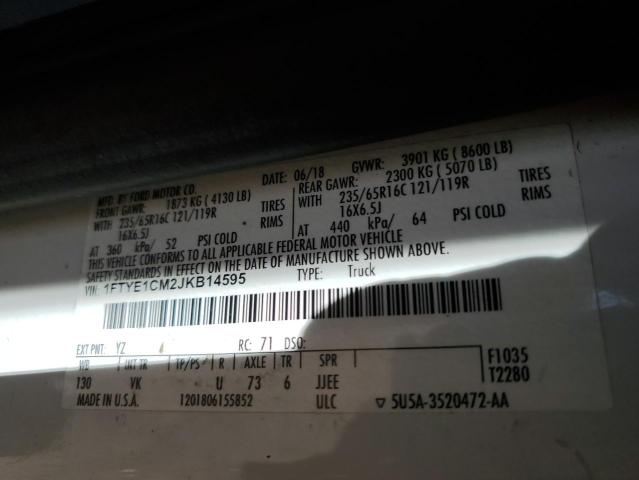 MFD. BY FORD MOTOR CO.
DATE: 06/18 GVWR: 3901 KG ( 8600 LB)
FRONT GAWR: 1873 KG ( 4130 LB) REAR GAWR: 2300 KG ( 5070 LB)
WITH 235/65R16C 121/119R TIRES WITH 235/65R16C 121/119R TIRES
16X6.5J RIMS 16X6.5J RIMS
AT 360 kPa/ 52 PSI COLD AT 440 kPa/ 64 PSI COLD
THIS VEHICLE CONFORMS TO ALL APPLICABLE FEDERAL MOTOR VEHICLE
SAFETY STANDARDS IN EFFECT ON THE DATE OF MANUFACTURE SHOWN ABOVE.
VIN: 1FTYE1CM2JKB14595 TYPE: Truck
EXT PNT: YZ RC: 71 DSO:
WB INT TR TP/PS R AXLE TR SPR F1035
130 VK - U 73 6 JJEE T2280
MADE IN U.S.A. 1201806155852 ULC ▽ 5U5A-3520472-AA